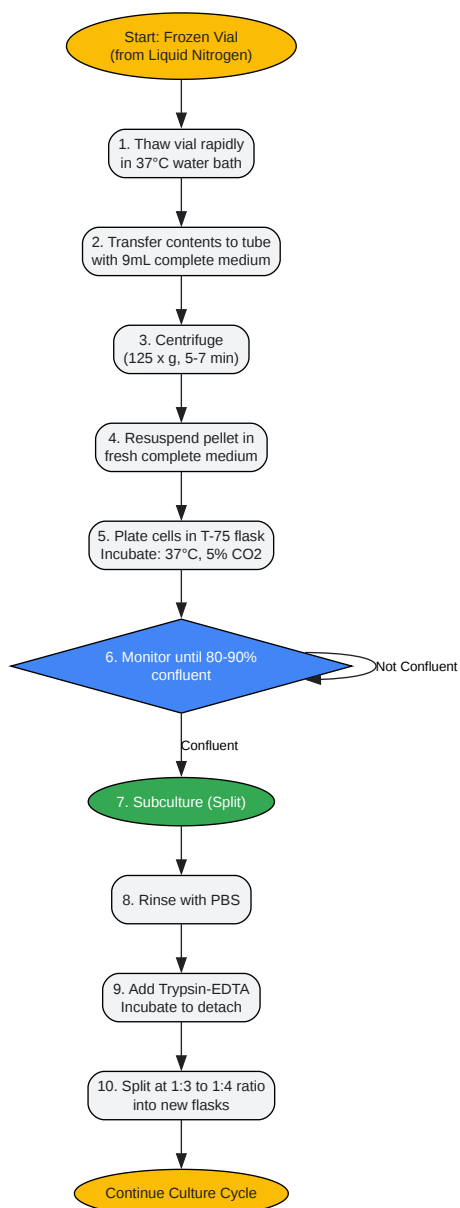 Start: Frozen Vial
(from Liquid Nitrogen)
1. Thaw vial rapidly
in 37°C water bath
2. Transfer contents to tube
with 9mL complete medium
3. Centrifuge
(125 x g, 5-7 min)
4. Resuspend pellet in
fresh complete medium
5. Plate cells in T-75 flask
Incubate: 37°C, 5% CO2
6. Monitor until 80-90%
confluent
Not Confluent
Confluent
7. Subculture (Split)
8. Rinse with PBS
9. Add Trypsin-EDTA
Incubate to detach
10. Split at 1:3 to 1:4 ratio
into new flasks
Continue Culture Cycle